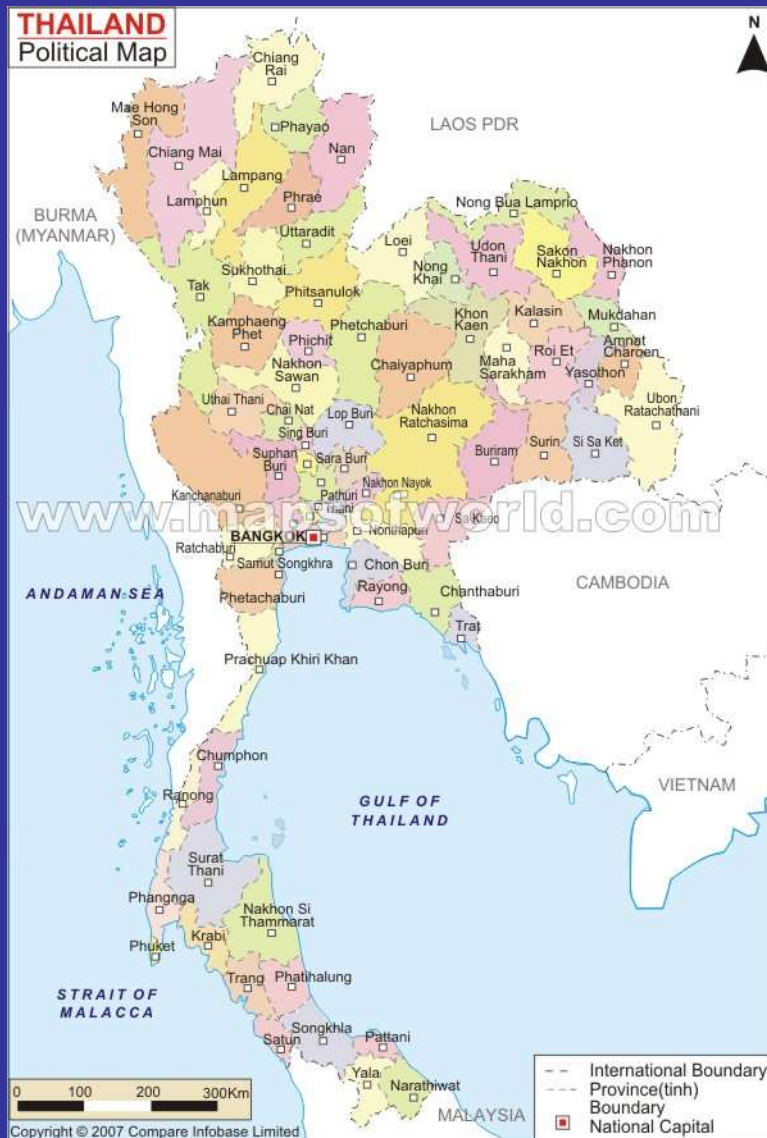 THAILAND
Political Map
N
Chiang
Rai
Mae Hong
Son
Phayao
LAOS PDR
Chiang Mai
Nan
Lampang
Phrae
Lamphun
Nong Bua Lamprio
BURMA
(MYANMAR)
Uttaradit
Loei
Udon
Thani
Sakon
Nakhon
Nakhon
Phanon
Sukhothai
Nong
Khai
Tak
Phitsanulok
Kamphaeng
Phet
Phetchaburi
Khon
Kaen
Kalasin
Mukdahan
Phichit
Amnat
Charoen
Chaiyaphum
Maha
Sarakham
Roi Et
Nakhon
Sawan
Yasothon
Uthai Thani
Chai Nat
Lop Buri
Nakhon
Ratchasima
Ubon
Ratachathani
Sing Buri
Buriram
Surin
Si Sa Ket
Suphan
Buri
Sara Buri
Kanchanaburi
Pathuri
Thani
Nakhon Nayok
www.mapsofworld.com
Sa Kaeo
Nonthapuri
BANGKOK
Ratchaburi
Samut Songkhra
Chon Buri
CAMBODIA
ANDAMAN SEA
Phetachaburi
Rayong
Chanthaburi
Trat
Prachuap Khiri Khan
Chumphon
VIETNAM
Ranong
GULF OF
THAILAND
Surat
Thani
Phangnga
Nakhon Si
Thammarat
Krabi
Phuket
Trang
Phatihalung
STRAIT OF
MALACCA
Songkhla
Satun
Pattani
Yala
Narathiwat
MALAYSIA
0 100 200 300Km
International Boundary
Province(tinh)
Boundary
National Capital
Copyright © 2007 Compare Infobase Limited